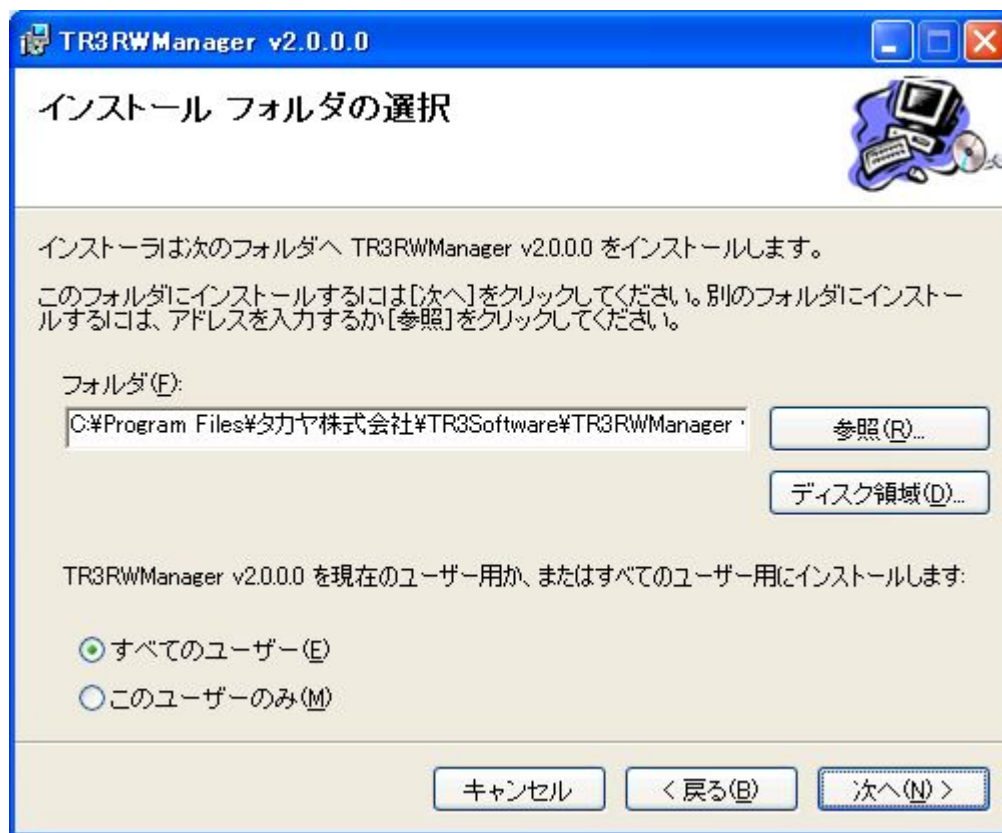 TR3RWManager v2.0.0.0
インストール フォルダの選択
インストーラは次のフォルダへ TR3RWManager v2.0.0.0 をインストールします。
このフォルダにインストールするには[次へ]をクリックしてください。別のフォルダにインストー
ルするには、アドレスを入力するか[参照]をクリックしてください。
フォルダ(F):
C:¥Program Files¥タカヤ株式会社¥TR3Software¥TR3RWManager
参照(R)...
ディスク領域(D)...
TR3RWManager v2.0.0.0 を現在のユーザー用か、またはすべてのユーザー用にインストールします:
すべてのユーザー(E)
このユーザーのみ(M)
キャンセル
< 戻る(B)
次へ(N) >